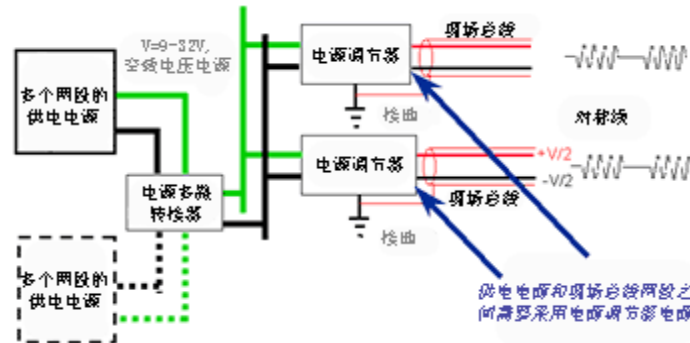 V=9-32V,
空载电压电源
多个网段的
供电电源
电源调节器
现场总线
接地
对称线
电源调节器
+V/2
-V/2
现场总线
接地
电源多路
转换器
多个网段的
供电电源
供电电源和现场总线网段之
间需要采用电源调节器电源